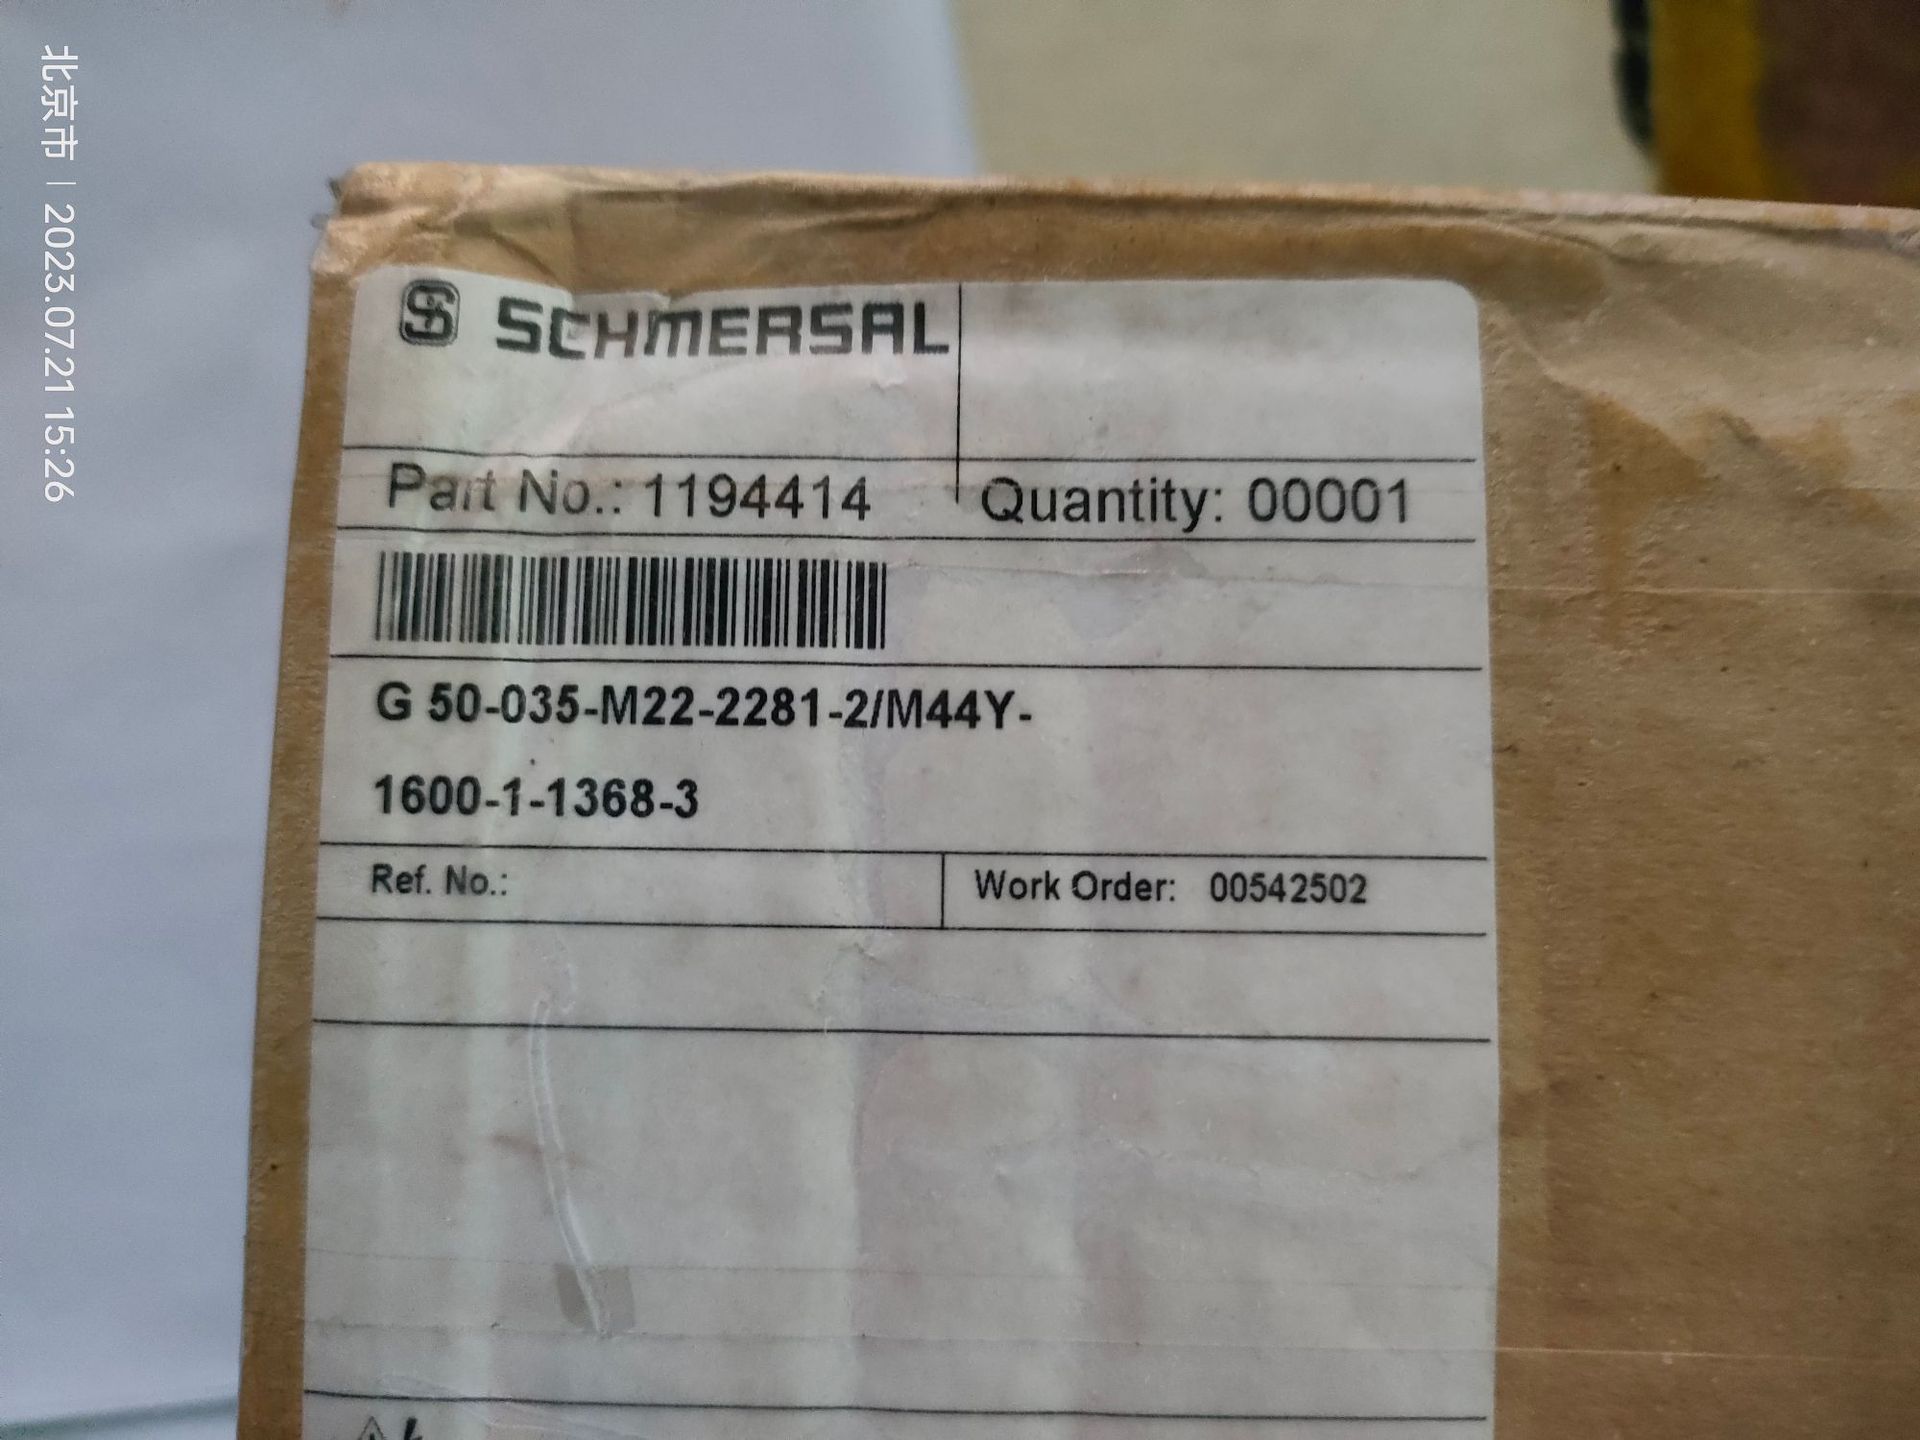 北京市 | 2023.07.21 15:26
SCHMERSAL
Part No.: 1194414
Quantity: 00001
G 50-035-M22-2281-2/M44Y-
1600-1-1368-3
Ref. No.:
Work Order: 00542502